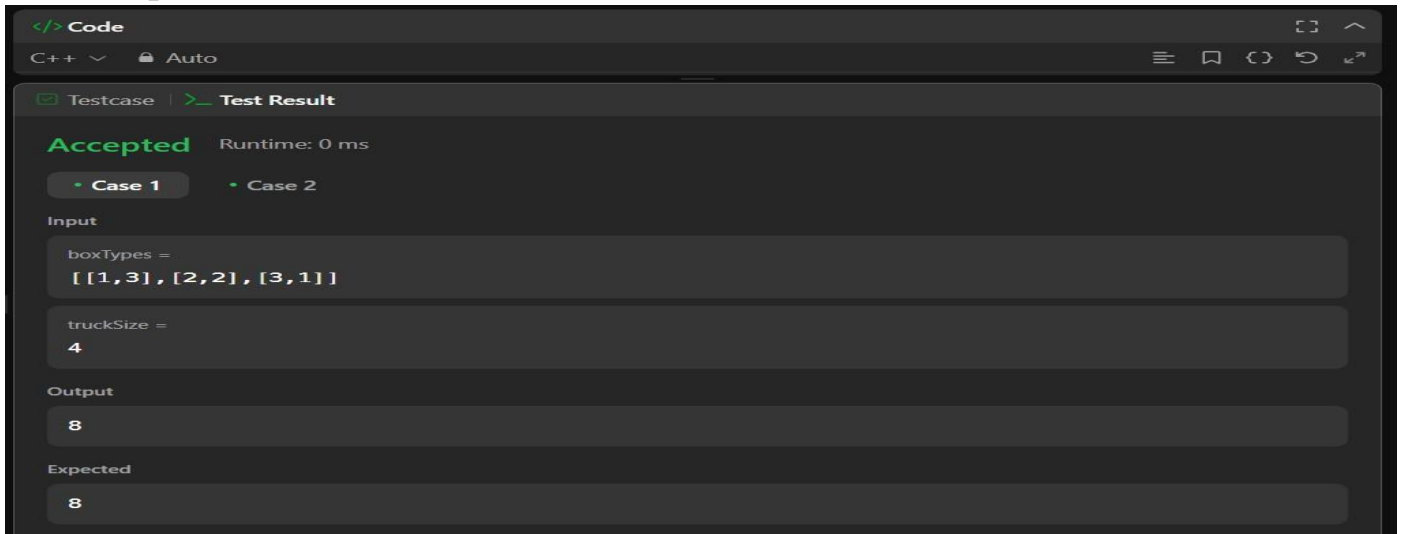 </> Code
C++ Auto
Testcase | >_ Test Result
Accepted Runtime: 0 ms
• Case 1 • Case 2
Input
boxTypes =
[[1,3],[2,2],[3,1]]
truckSize =
4
Output
8
Expected
8